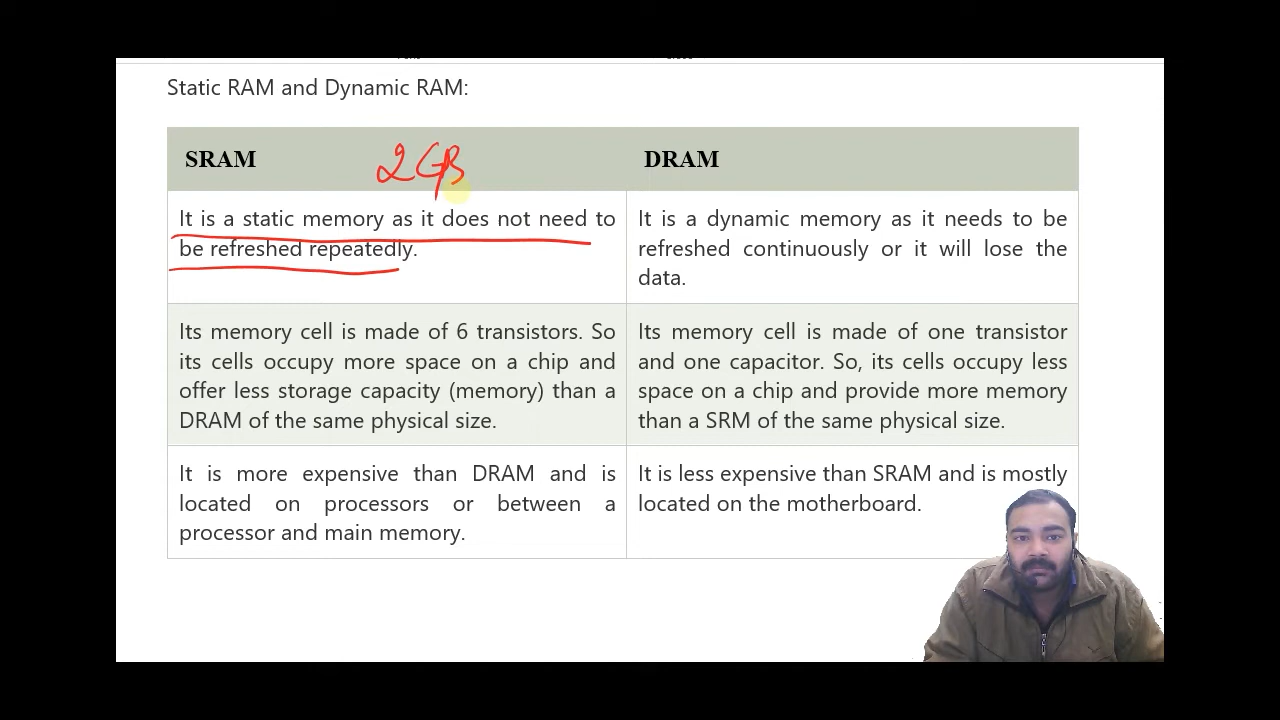 Static RAM and Dynamic RAM:
SRAM
2 GB
DRAM
It is a static memory as it does not need to
be refreshed repeatedly.
It is a dynamic memory as it needs to be
refreshed continuously or it will lose the
data.
Its memory cell is made of 6 transistors. So
its cells occupy more space on a chip and
offer less storage capacity (memory) than a
DRAM of the same physical size.
Its memory cell is made of one transistor
and one capacitor. So, its cells occupy less
space on a chip and provide more memory
than a SRM of the same physical size.
It is more expensive than DRAM and is
located on processors or between a
processor and main memory.
It is less expensive than SRAM and is mostly
located on the motherboard.